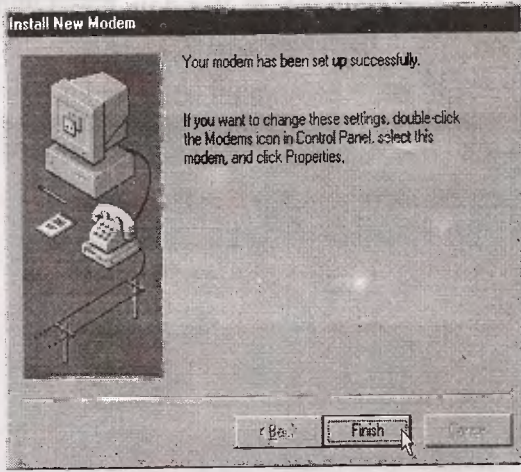 Install New Modem
Your modem has been set up successfully.
If you want to change these settings, double-click
the Modems icon in Control Panel, select this
modem, and click Properties.
Finish